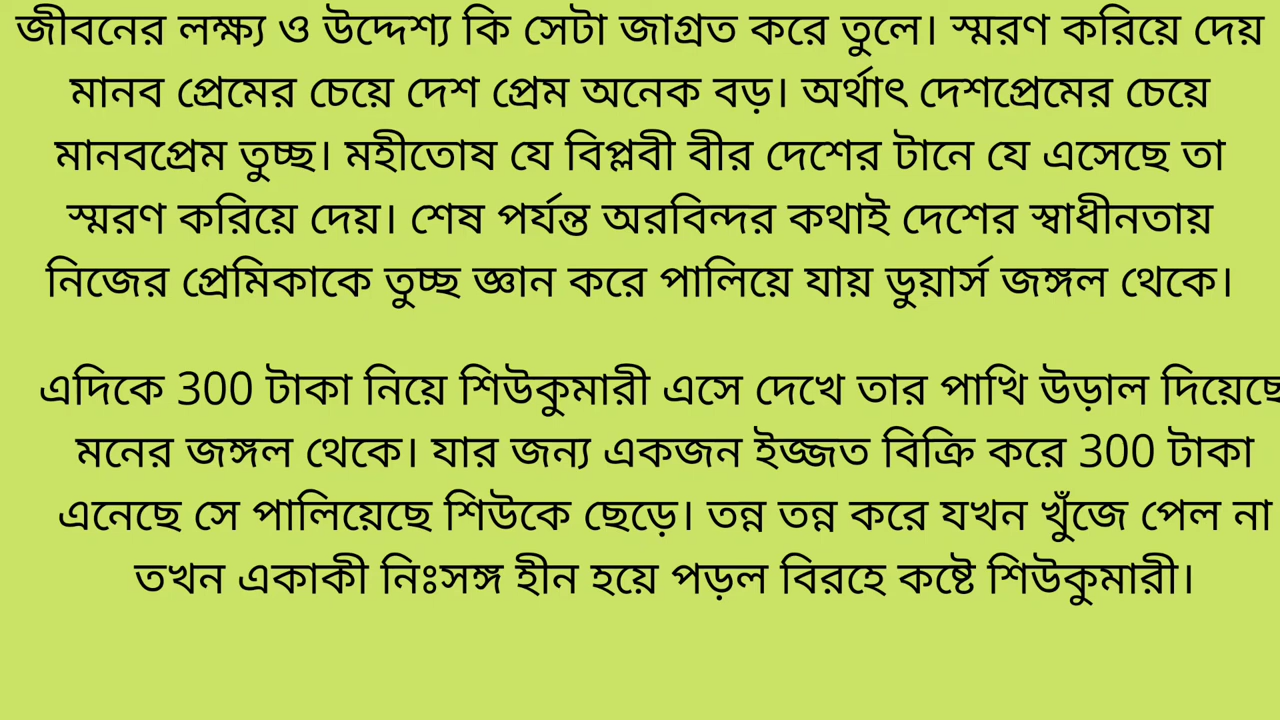 জীবনের লক্ষ্য ও উদ্দেশ্য কি সেটা জাগ্রত করে তুলে। স্মরণ করিয়ে দেয়
মানব প্রেমের চেয়ে দেশ প্রেম অনেক বড়। অর্থাৎ দেশপ্রেমের চেয়ে
মানবপ্রেম তুচ্ছ। মহীতোষ যে বিপ্লবী বীর দেশের টানে যে এসেছে তা
স্মরণ করিয়ে দেয়। শেষ পর্যন্ত অরবিন্দর কথাই দেশের স্বাধীনতায়
নিজের প্রেমিকাকে তুচ্ছ জ্ঞান করে পালিয়ে যায় ডুয়ার্স জঙ্গল থেকে।
এদিকে 300 টাকা নিয়ে শিউকুমারী এসে দেখে তার পাখি উড়াল দিয়েছে
মনের জঙ্গল থেকে। যার জন্য একজন ইজ্জত বিক্রি করে 300 টাকা
এনেছে সে পালিয়েছে শিউকে ছেড়ে। তন্ন তন্ন করে যখন খুঁজে পেল না
তখন একাকী নিঃসঙ্গ হীন হয়ে পড়ল বিরহে কষ্টে শিউকুমারী।